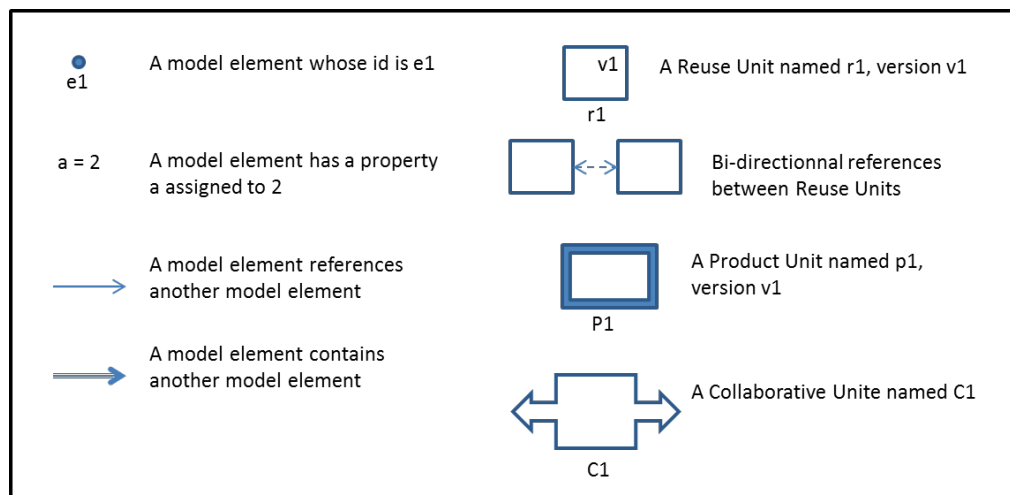 e1
A model element whose id is e1
a = 2
A model element has a property
a assigned to 2
A model element references
another model element
A model element contains
another model element
v1
r1
A Reuse Unit named r1, version v1
Bi-directionnal references
between Reuse Units
P1
A Product Unit named p1,
version v1
C1
A Collaborative Unite named C1